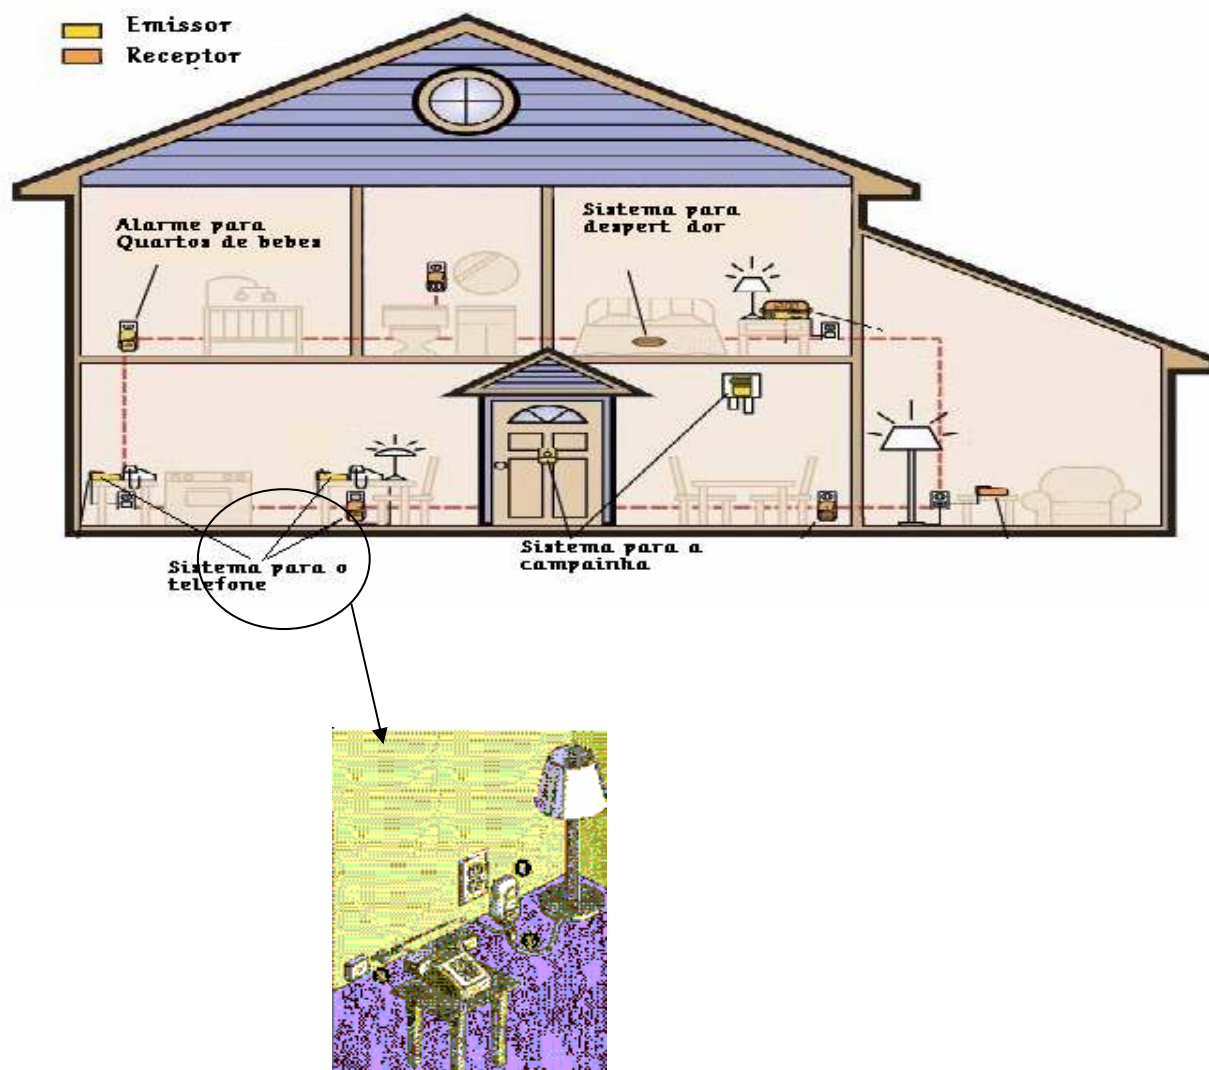 Emissor
Receptor
Alarme para
Quartos de bebes
Sistema para
despert dor
Sistema para o
telefone
Sistema para a
campainha